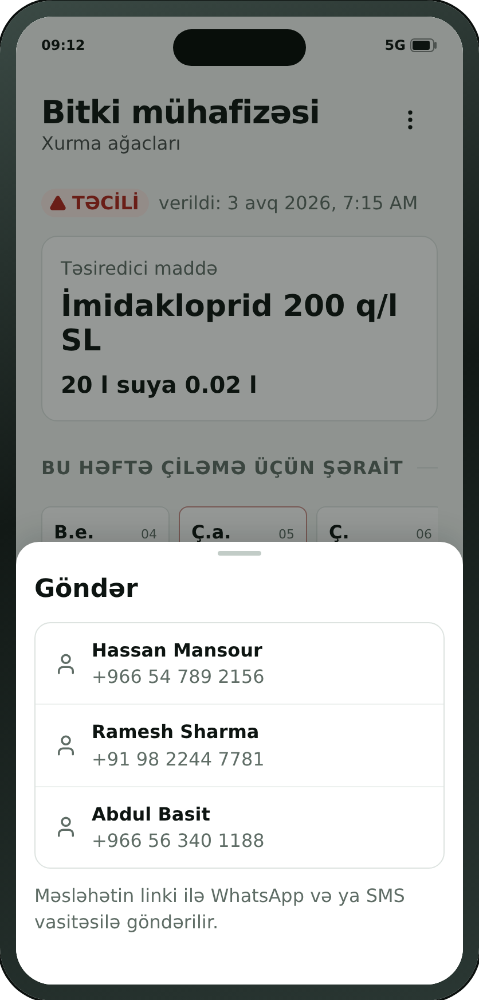 09:12
5G
Bitki mühafizəsi
Xurma ağacları
TƏCİLİ verildi: 3 avq 2026, 7:15 AM
Təsiredici maddə
İmidakloprid 200 q/l
SL
20 l suya 0.02 l
BU HƏFTƏ ÇİLƏMƏ ÜÇÜN ŞƏRAİT
B.e. 04 Ç.a. 05 Ç. 06
Göndər
Hassan Mansour
+966 54 789 2156
Ramesh Sharma
+91 98 2244 7781
Abdul Basit
+966 56 340 1188
Məsləhətin linki ilə WhatsApp və ya SMS
vasitəsilə göndərilir.